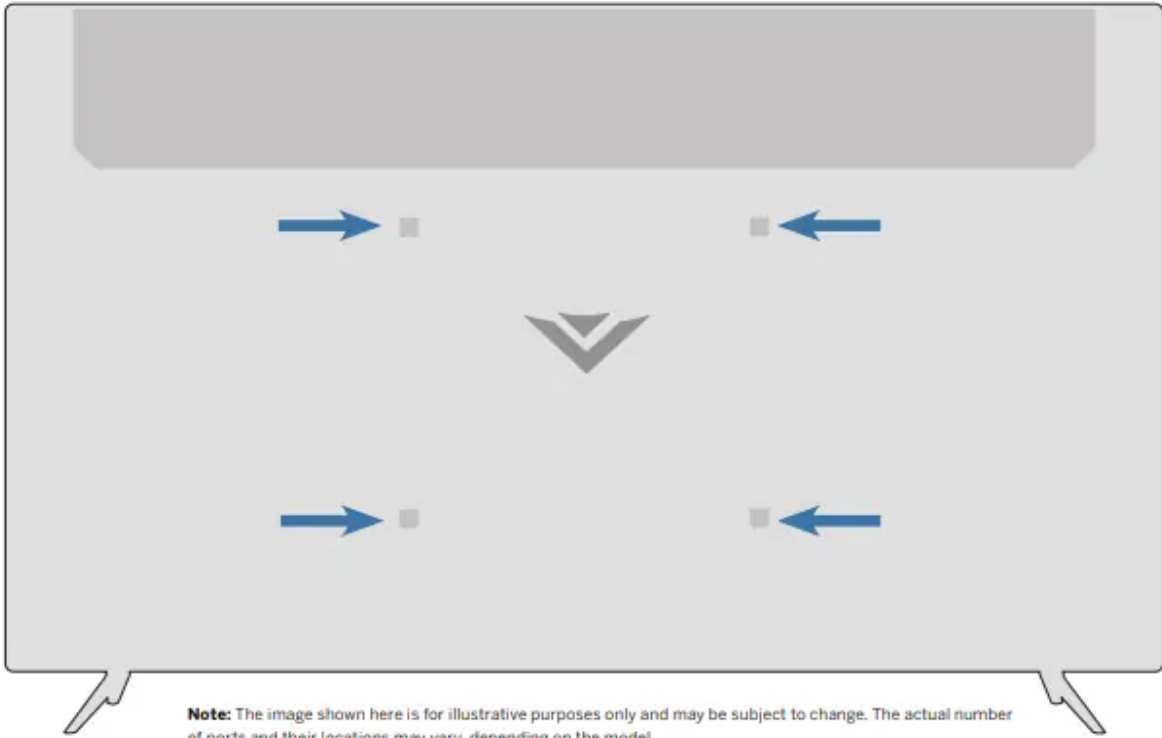 Note: The image shown here is for illustrative purposes only and may be subject to change. The actual number
of ports and their locations may vary, depending on the model.